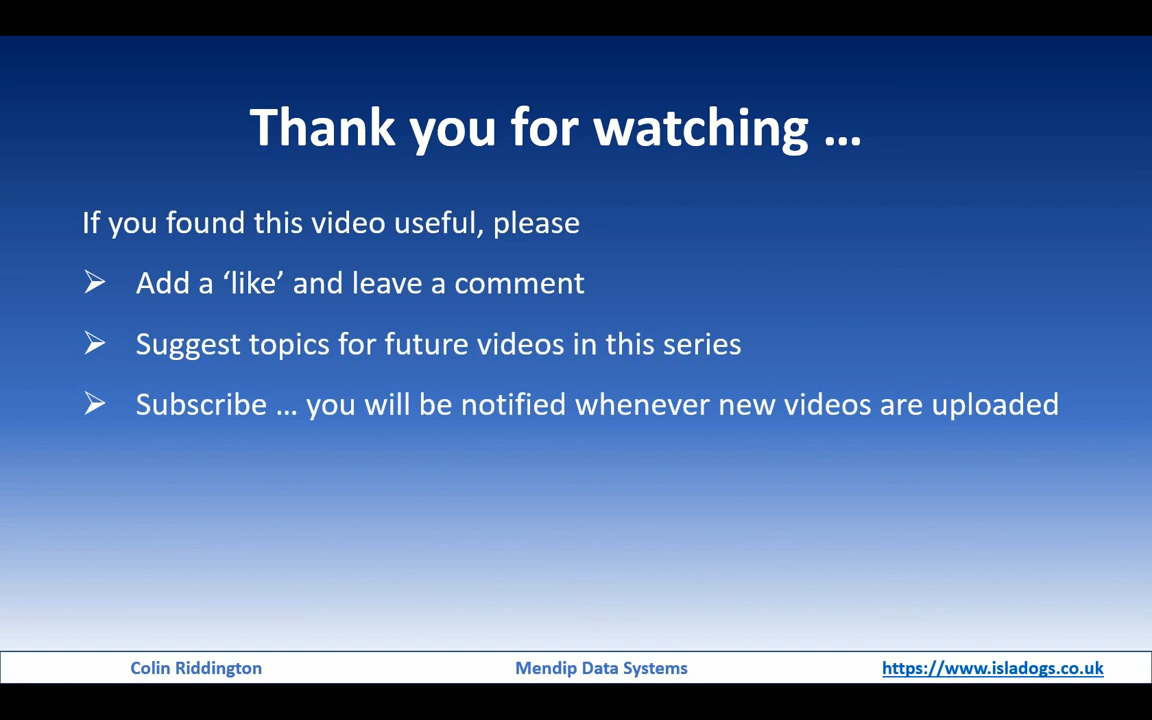 Thank you for watching …
If you found this video useful, please
➢ Add a ‘like’ and leave a comment
➢ Suggest topics for future videos in this series
➢ Subscribe … you will be notified whenever new videos are uploaded
Colin Riddington Mendip Data Systems https://www.isladogs.co.uk